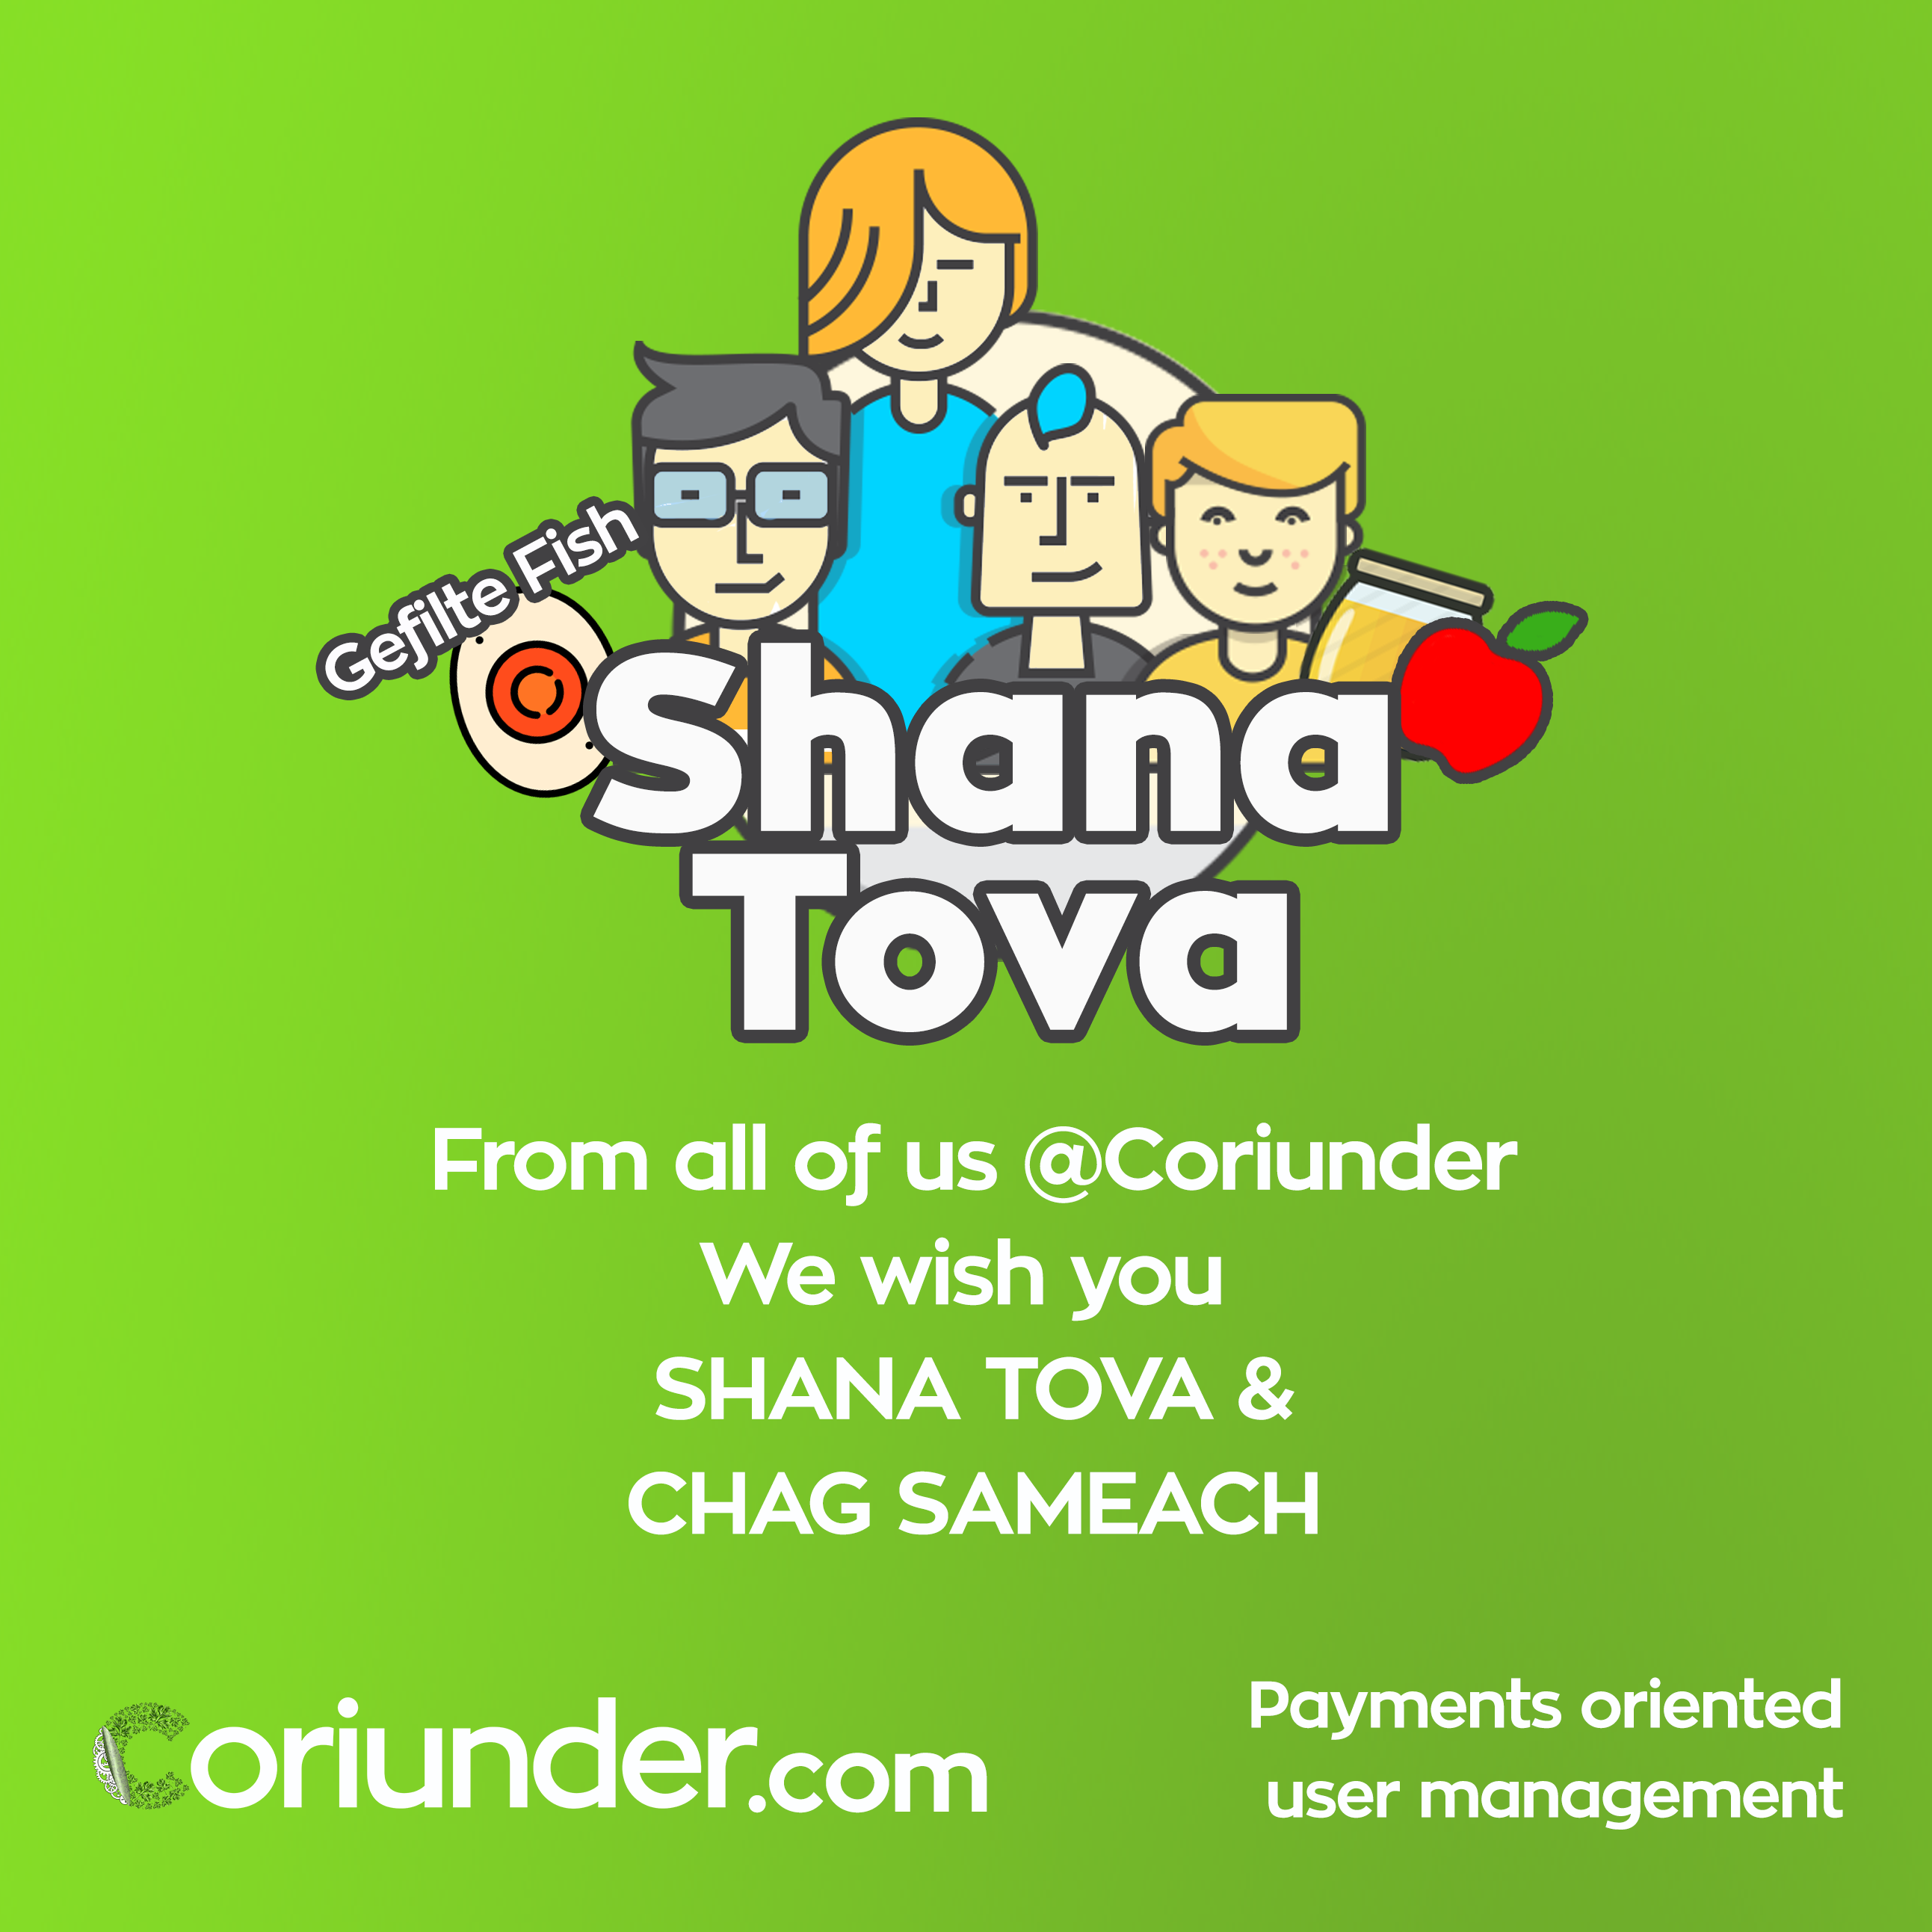 Gefilte Fish
Shana
Tova
From all of us @Coriunder
We wish you
SHANA TOVA &
CHAG SAMEACH
Coriunder.com
Payments oriented
user management